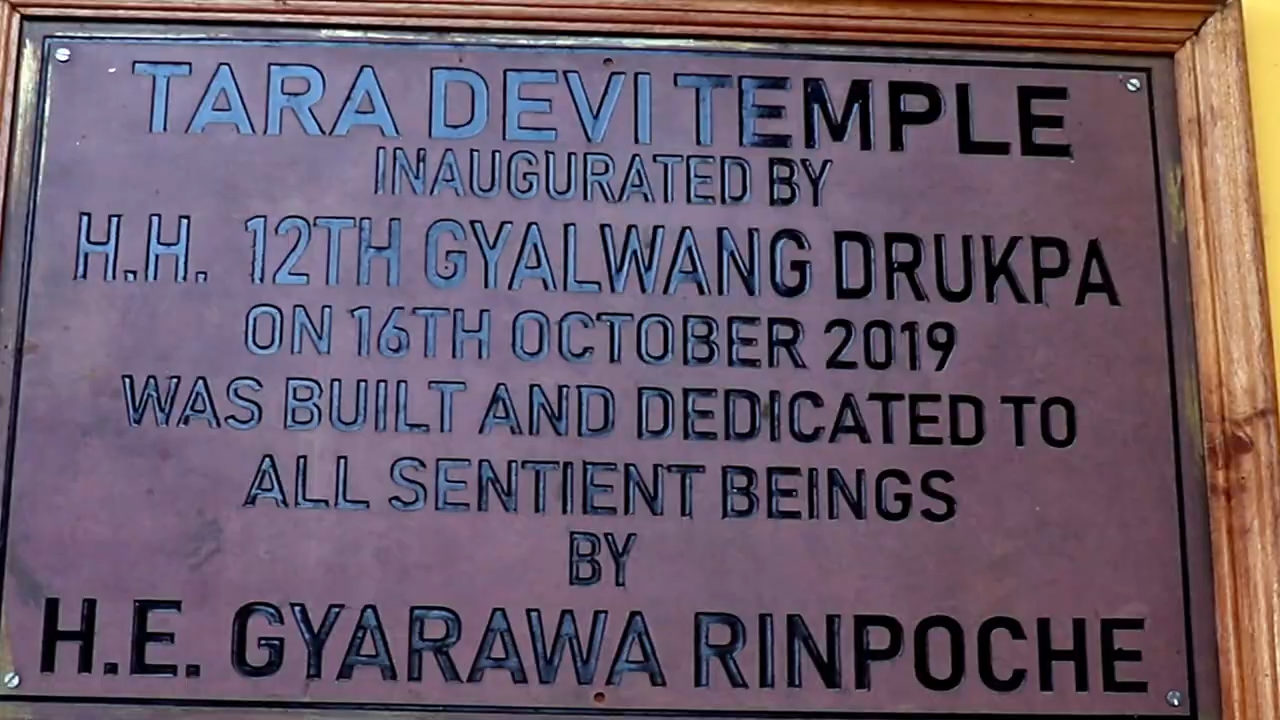 TARA DEVI TEMPLE
INAUGURATED BY
H.H. 12TH GYALWANG DRUKPA
ON 16TH OCTOBER 2019
WAS BUILT AND DEDICATED TO
ALL SENTIENT BEINGS
BY
H.E. GYARAWA RINPOCHE